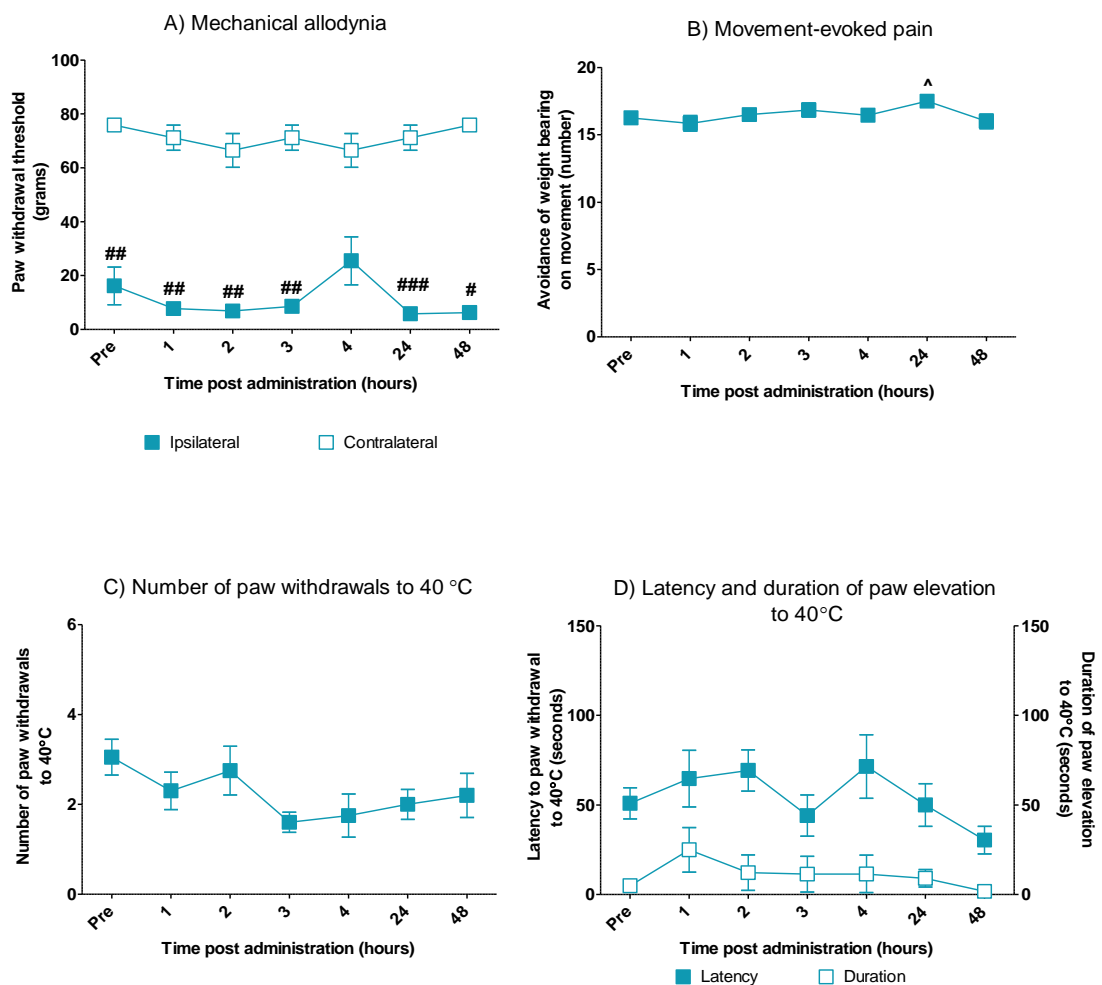 A) Mechanical allodynia
Paw withdrawal threshold
(grams)
100
80
60
40
20
0
##
##
##
##
###
#
Pre
1
2
3
4
24
48
Time post administration (hours)
Ipsilateral
Contralateral
B) Movement-evoked pain
Avoidance of weight bearing
on movement (number)
20
15
10
5
0
^
Pre
1
2
3
4
24
48
Time post administration (hours)
C) Number of paw withdrawals to 40 °C
Number of paw withdrawals
to 40°C
6
4
2
0
Pre
1
2
3
4
24
48
Time post administration (hours)
D) Latency and duration of paw elevation
to 40°C
Latency to paw withdrawal
to 40°C (seconds)
150
100
50
0
150
100
50
0
Duration of paw elevation
to 40°C (seconds)
Pre
1
2
3
4
24
48
Time post administration (hours)
Latency
Duration